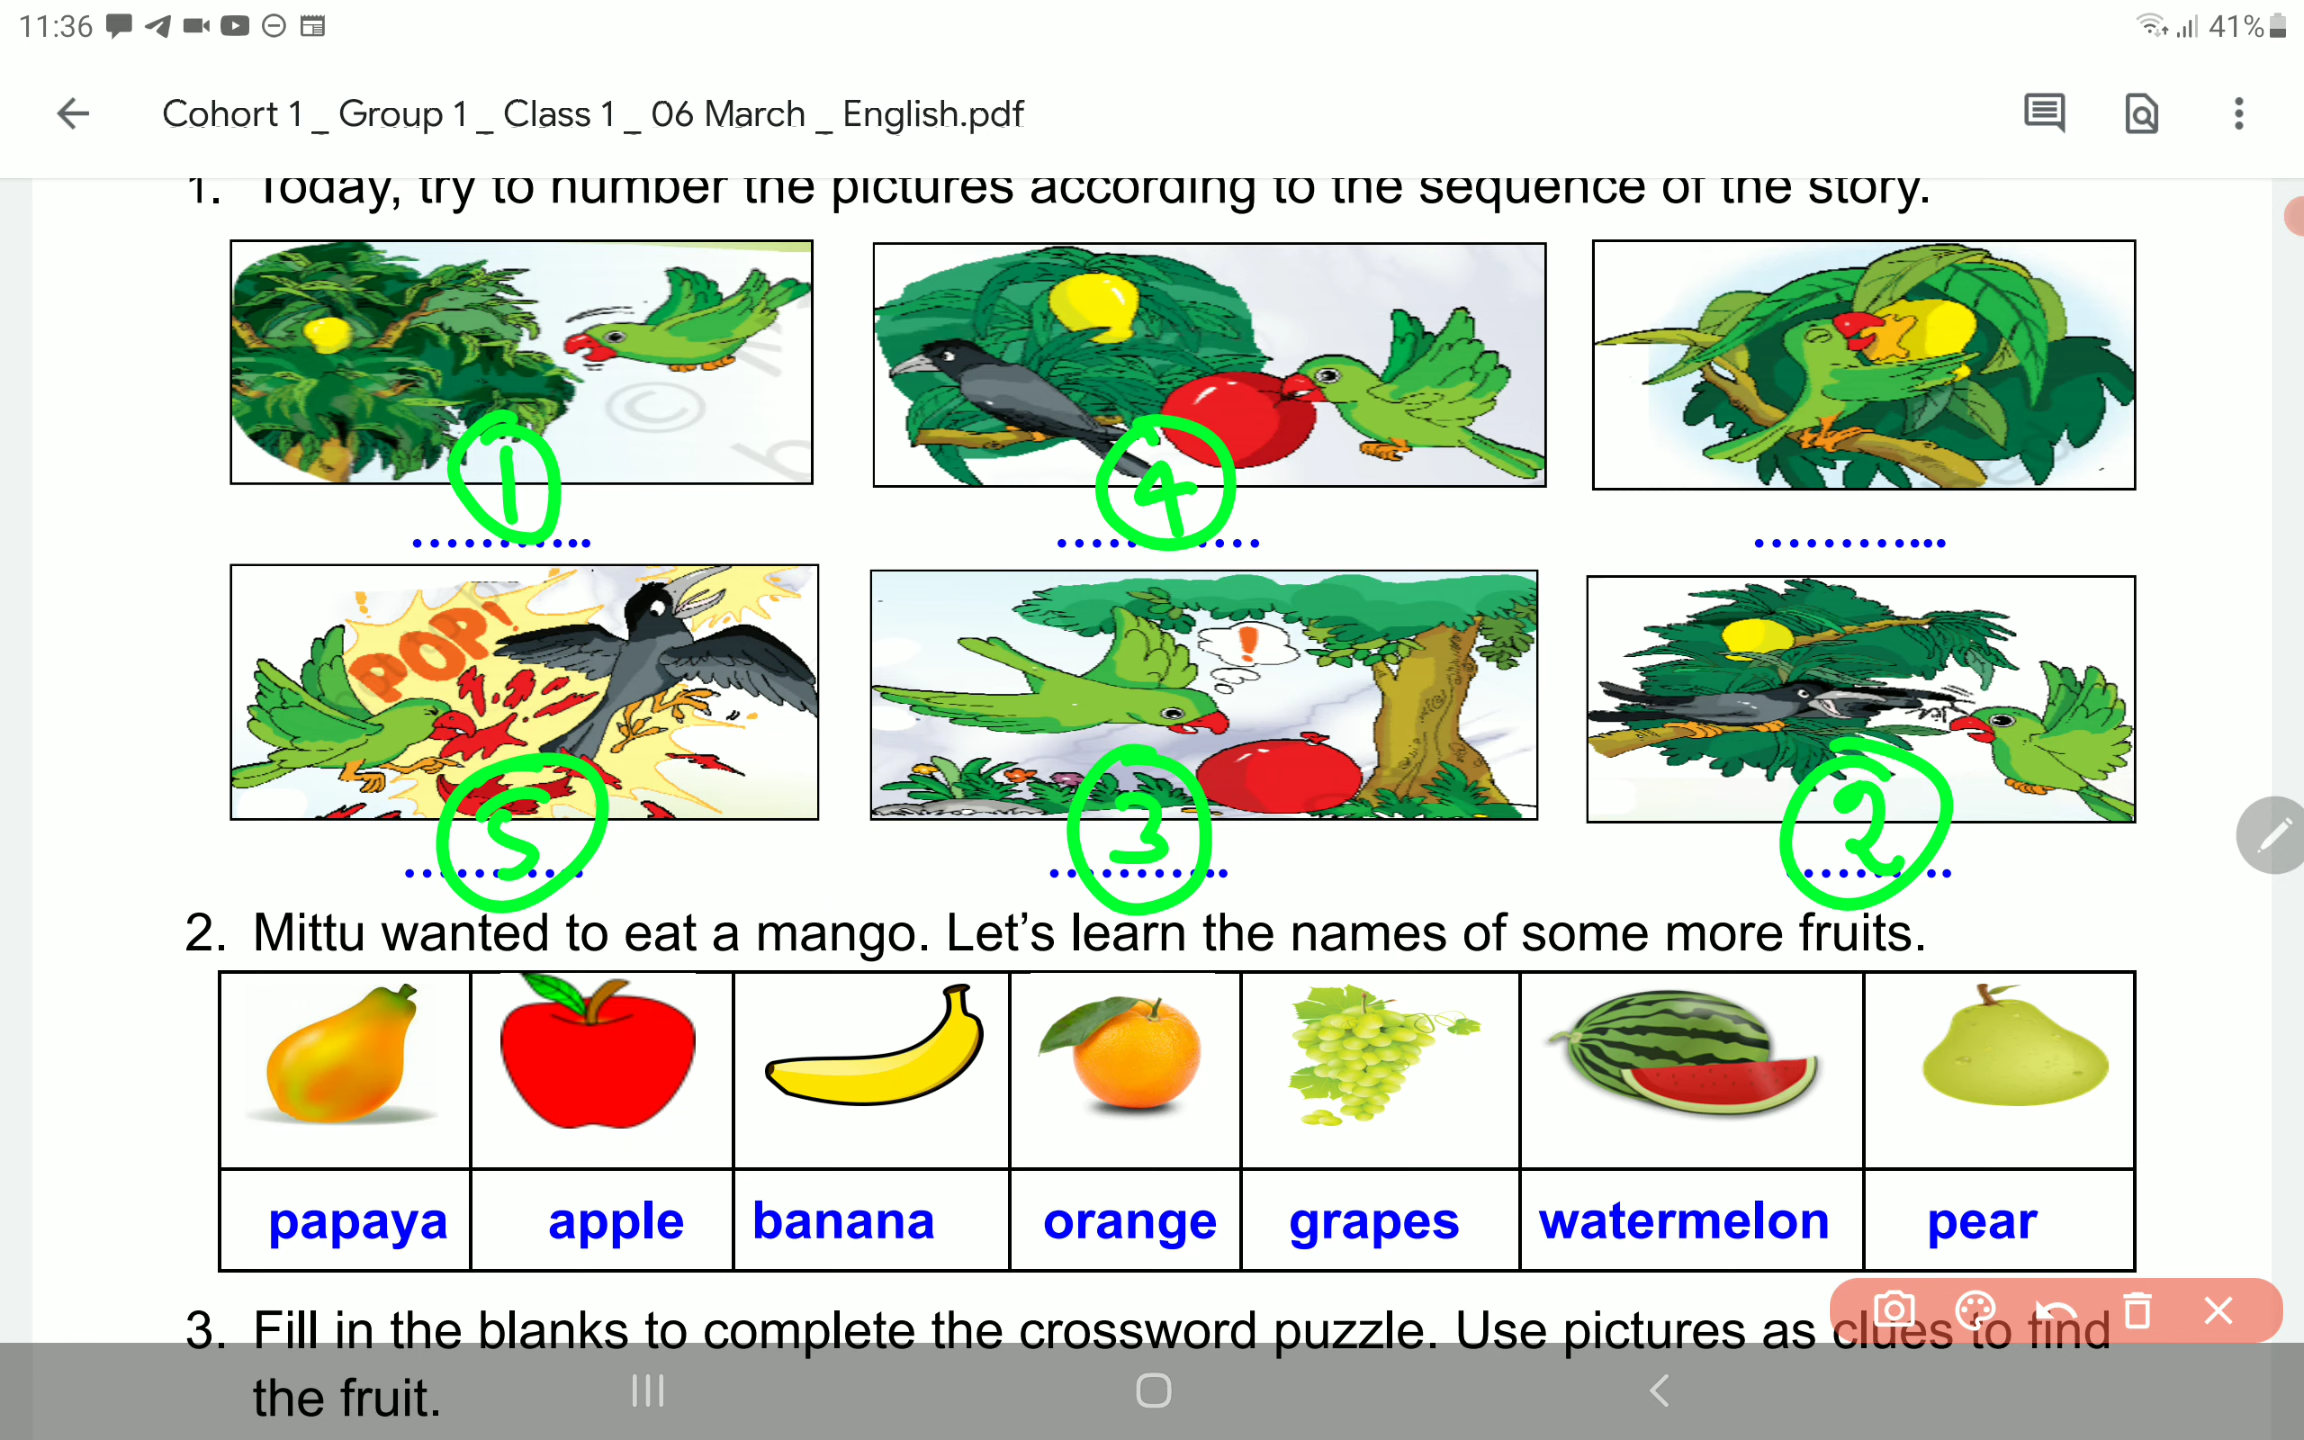 11:36
41%
Cohort 1 _ Group 1 _ Class 1 _ 06 March _ English.pdf
1. Today, try to number the pictures according to the sequence of the story.
©
1
4
............
............
............
POP!
!
5
3
2
............
............
............
2. Mittu wanted to eat a mango. Let's learn the names of some more fruits.
papaya apple banana orange grapes watermelon pear
3. Fill in the blanks to complete the crossword puzzle. Use pictures as clues to find
the fruit.